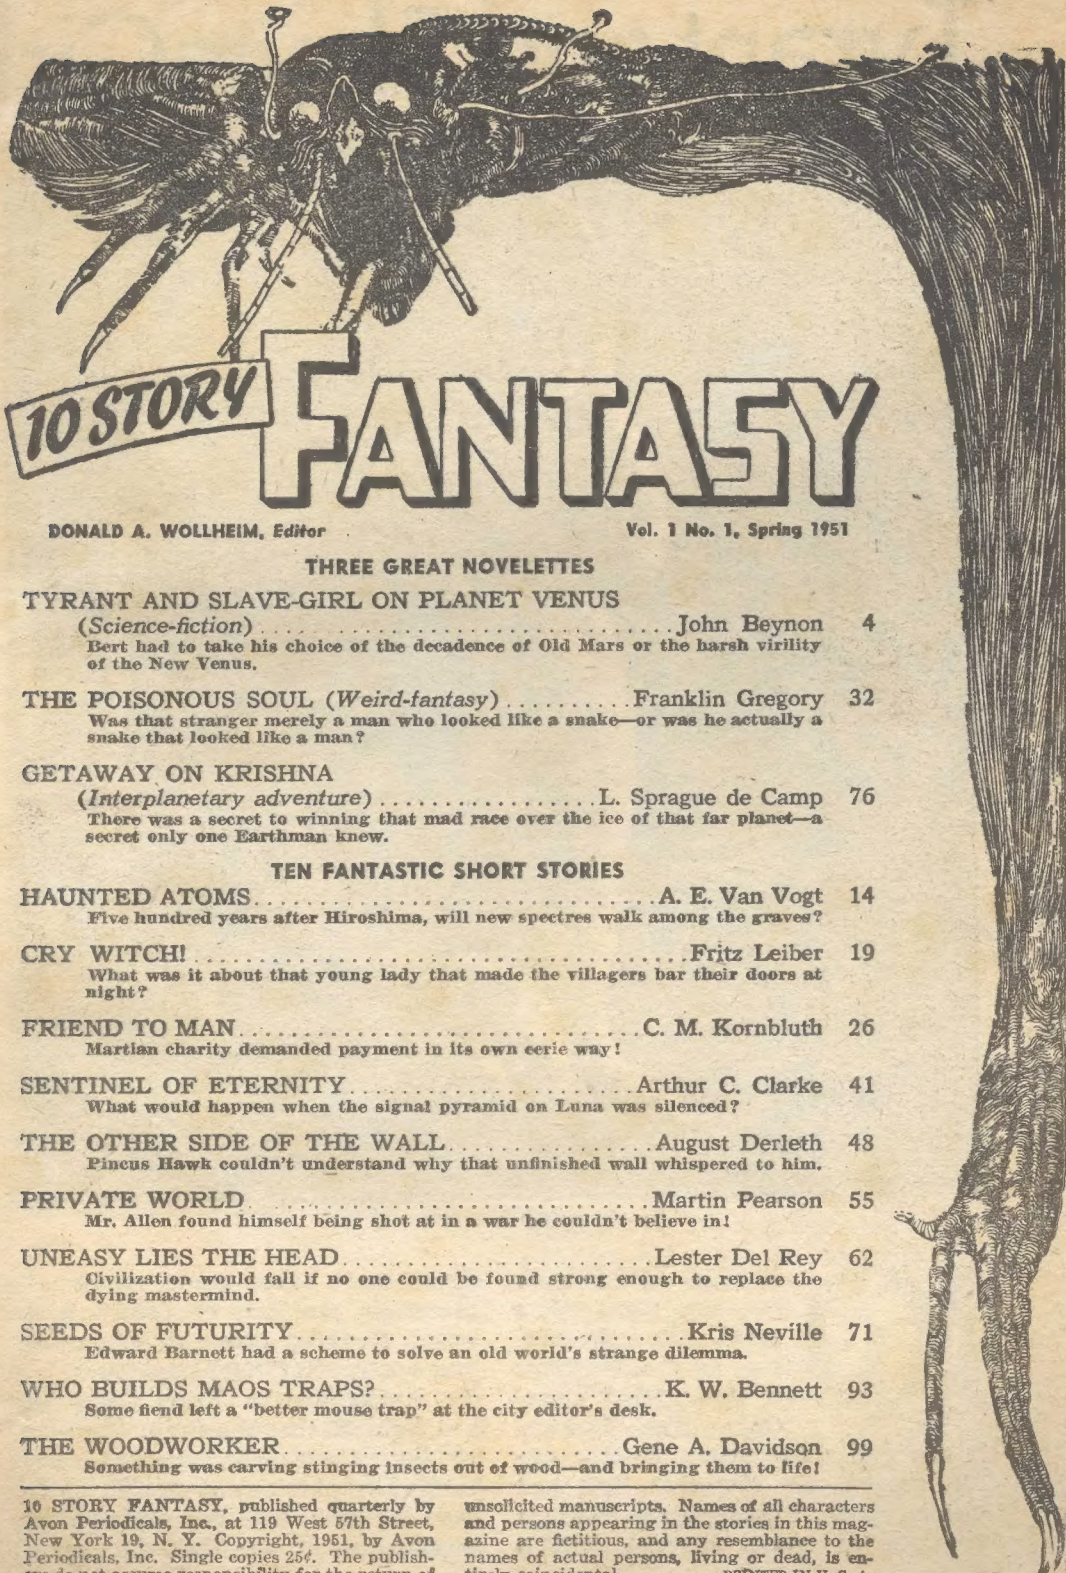 10 STORY
FANTASY
DONALD A. WOLLHEIM, Editor Vol. 1 No. 1, Spring 1951
THREE GREAT NOVELETTES
TYRANT AND SLAVE-GIRL ON PLANET VENUS
(Science-fiction) . . . . . . . . . . . . . . . . . . . . John Beynon 4
Bert had to take his choice of the decadence of Old Mars or the harsh virility
of the New Venus.
THE POISONOUS SOUL (Weird-fantasy) . . . . . . . . . . Franklin Gregory 32
Was that stranger merely a man who looked like a snake—or was he actually a
snake that looked like a man?
GETAWAY ON KRISHNA
(Interplanetary adventure) . . . . . . . . . . . . . . . . . L. Sprague de Camp 76
There was a secret to winning that mad race over the ice of that far planet—a
secret only one Earthman knew.
TEN FANTASTIC SHORT STORIES
HAUNTED ATOMS . . . . . . . . . . . . . . . . . . . . A. E. Van Vogt 14
Five hundred years after Hiroshima, will new spectres walk among the graves?
CRY WITCH! . . . . . . . . . . . . . . . . . . . . Fritz Leiber 19
What was it about that young lady that made the villagers bar their doors at
night?
FRIEND TO MAN . . . . . . . . . . . . . . . . . . . . C. M. Kornbluth 26
Martian charity demanded payment in its own eerie way!
SENTINEL OF ETERNITY . . . . . . . . . . . . . . . . . . . . Arthur C. Clarke 41
What would happen when the signal pyramid on Luna was silenced?
THE OTHER SIDE OF THE WALL . . . . . . . . . . . . . . . August Derleth 48
Pincus Hawk couldn't understand why that unfinished wall whispered to him.
PRIVATE WORLD . . . . . . . . . . . . . . . . . . . . Martin Pearson 55
Mr. Allen found himself being shot at in a war he couldn't believe in!
UNEASY LIES THE HEAD . . . . . . . . . . . . . . . . . . . . Lester Del Rey 62
Civilization would fall if no one could be found strong enough to replace the
dying mastermind.
SEEDS OF FUTURITY . . . . . . . . . . . . . . . . . . . . Kris Neville 71
Edward Barnett had a scheme to solve an old world's strange dilemma.
WHO BUILDS MAOS TRAPS? . . . . . . . . . . . . . . . . . . . . K. W. Bennett 93
Some fiend left a "better mouse trap" at the city editor's desk.
THE WOODWORKER . . . . . . . . . . . . . . . . . . . . Gene A. Davidson 99
Something was carving stinging insects out of wood—and bringing them to life!
10 STORY FANTASY, published quarterly by
Avon Periodicals, Inc., at 119 West 57th Street,
New York 19, N. Y. Copyright, 1951, by Avon
Periodicals, Inc. Single copies 25¢. The publish-
unsolicited manuscripts. Names of all characters
and persons appearing in the stories in this mag-
azine are fictitious, and any resemblance to the
names of actual persons, living or dead, is en-